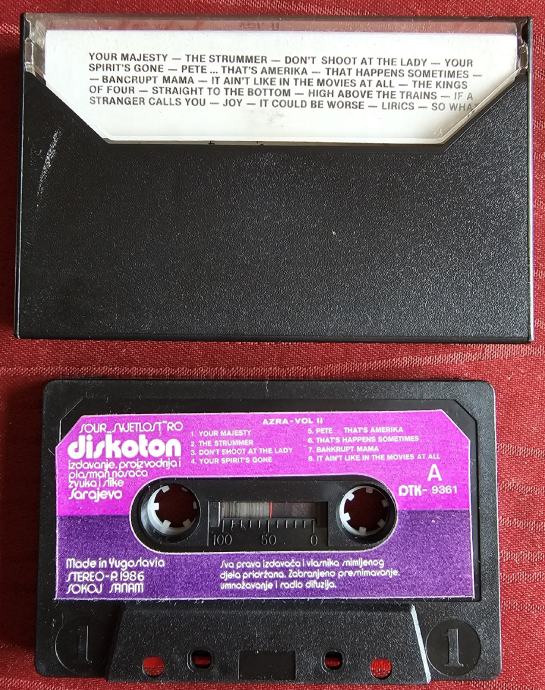 YOUR MAJESTY — THE STRUMMER — DON'T SHOOT AT THE LADY — YOUR
SPIRIT'S GONE — PETE ... THAT'S AMERIKA — THAT HAPPENS SOMETIMES —
— BANCRUPT MAMA — IT AIN'T LIKE IN THE MOVIES AT ALL — THE KINGS
OF FOUR — STRAIGHT TO THE BOTTOM — HIGH ABOVE THE TRAINS — IF A
STRANGER CALLS YOU — JOY — IT COULD BE WORSE — LIRICS — SO WHA
SOUR „SVJETLOST" RO
diskoton
izdavanje, proizvodnja i
plasman nosača
zvuka i slike
Sarajevo
AZRA - VOL II
1. YOUR MAJESTY
2. THE STRUMMER
3. DON'T SHOOT AT THE LADY
4. YOUR SPIRIT'S GONE
5. PETE ... THAT'S AMERIKA
6. THAT'S HAPPENS SOMETIMES
7. BANKRUPT MAMA
8. IT AIN'T LIKE IN THE MOVIES AT ALL
A
DTK- 9361
100 50 0
Made in Yugoslavia
STEREO-P. 1986
SOKOJ SANAM
Sva prava izdavača i vlasnika snimljenog
djela pridržana. Zabranjeno presnimavanje,
umnožavanje i radio difuzija.
1 1